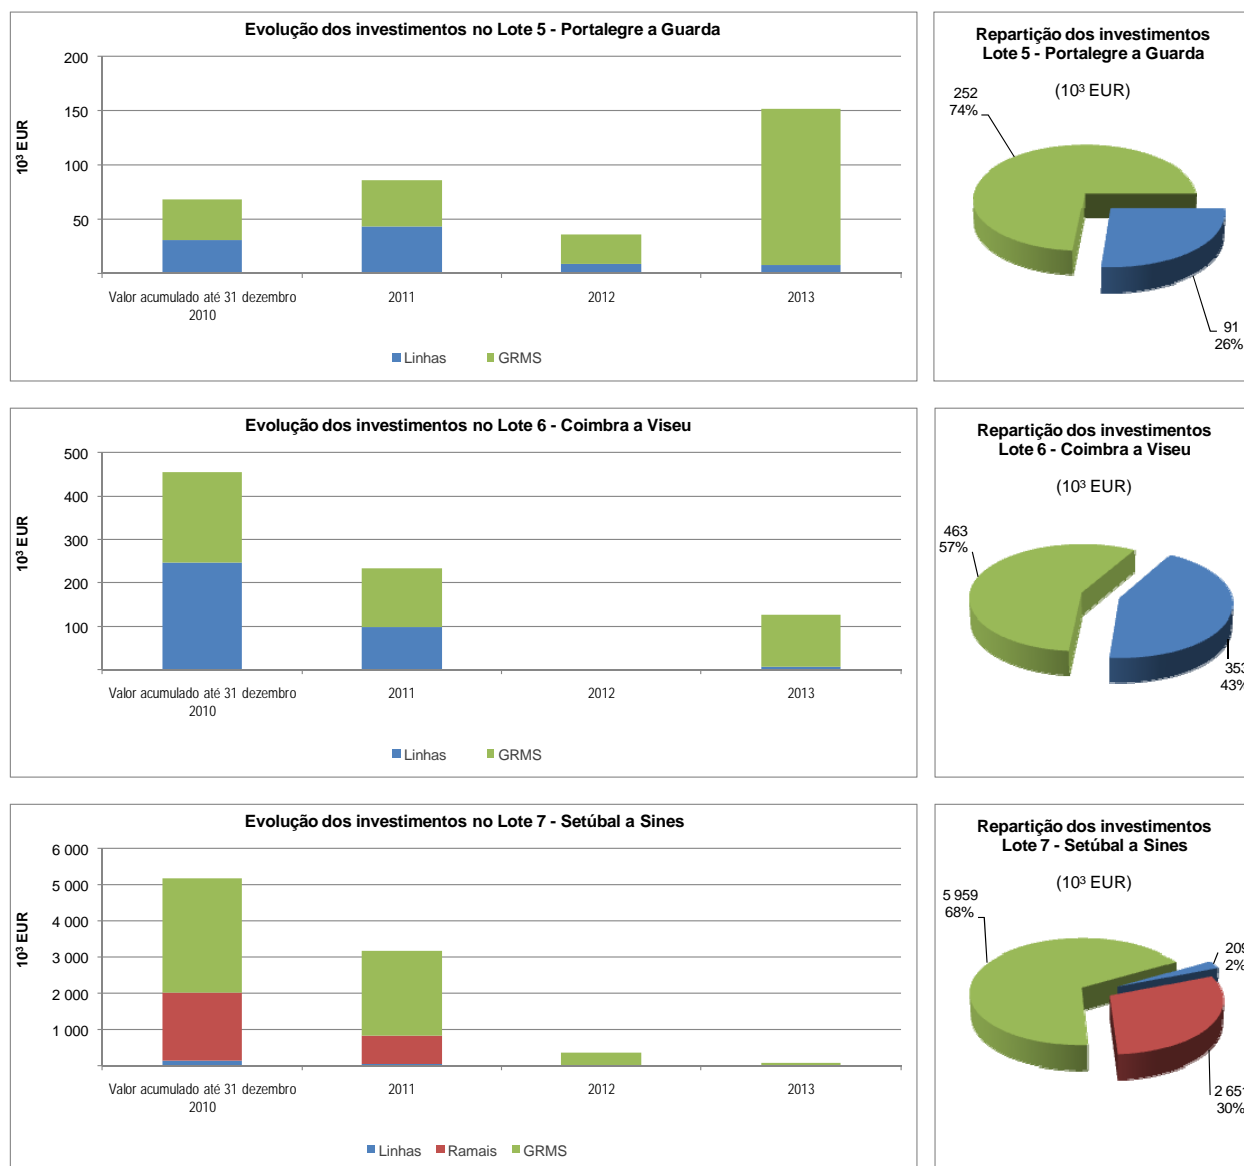 Evolução dos investimentos no Lote 5 - Portalegre a Guarda
200
150
100
50
10³ EUR
Valor acumulado até 31 dezembro
2010
2011
2012
2013
Linhas
GRMS
Repartição dos investimentos
Lote 5 - Portalegre a Guarda
(10³ EUR)
252
74%
91
26%
Evolução dos investimentos no Lote 6 - Coimbra a Viseu
500
400
300
200
100
10³ EUR
Valor acumulado até 31 dezembro
2010
2011
2012
2013
Linhas
GRMS
Repartição dos investimentos
Lote 6 - Coimbra a Viseu
(10³ EUR)
463
57%
353
43%
Evolução dos investimentos no Lote 7 - Setúbal a Sines
6 000
5 000
4 000
3 000
2 000
1 000
10³ EUR
Valor acumulado até 31 dezembro
2010
2011
2012
2013
Linhas
Ramais
GRMS
Repartição dos investimentos
Lote 7 - Setúbal a Sines
(10³ EUR)
5 959
68%
209
2%
2 651
30%